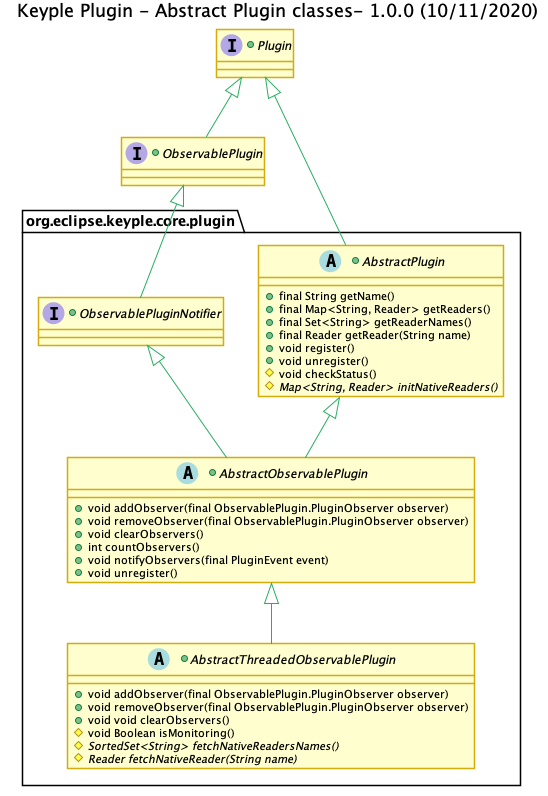 Keyple Plugin - Abstract Plugin classes- 1.0.0 (10/11/2020)
I Plugin
I ObservablePlugin
org.eclipse.keyple.core.plugin
A AbstractPlugin
final String getName()
final Map<String, Reader> getReaders()
final Set<String> getReaderNames()
final Reader getReader(String name)
void register()
void unregister()
void checkStatus()
Map<String, Reader> initNativeReaders()
I ObservablePluginNotifier
A AbstractObservablePlugin
void addObserver(final ObservablePlugin.PluginObserver observer)
void removeObserver(final ObservablePlugin.PluginObserver observer)
void clearObservers()
int countObservers()
void notifyObservers(final PluginEvent event)
void unregister()
A AbstractThreadedObservablePlugin
void addObserver(final ObservablePlugin.PluginObserver observer)
void removeObserver(final ObservablePlugin.PluginObserver observer)
void void clearObservers()
void Boolean isMonitoring()
SortedSet<String> fetchNativeReadersNames()
Reader fetchNativeReader(String name)